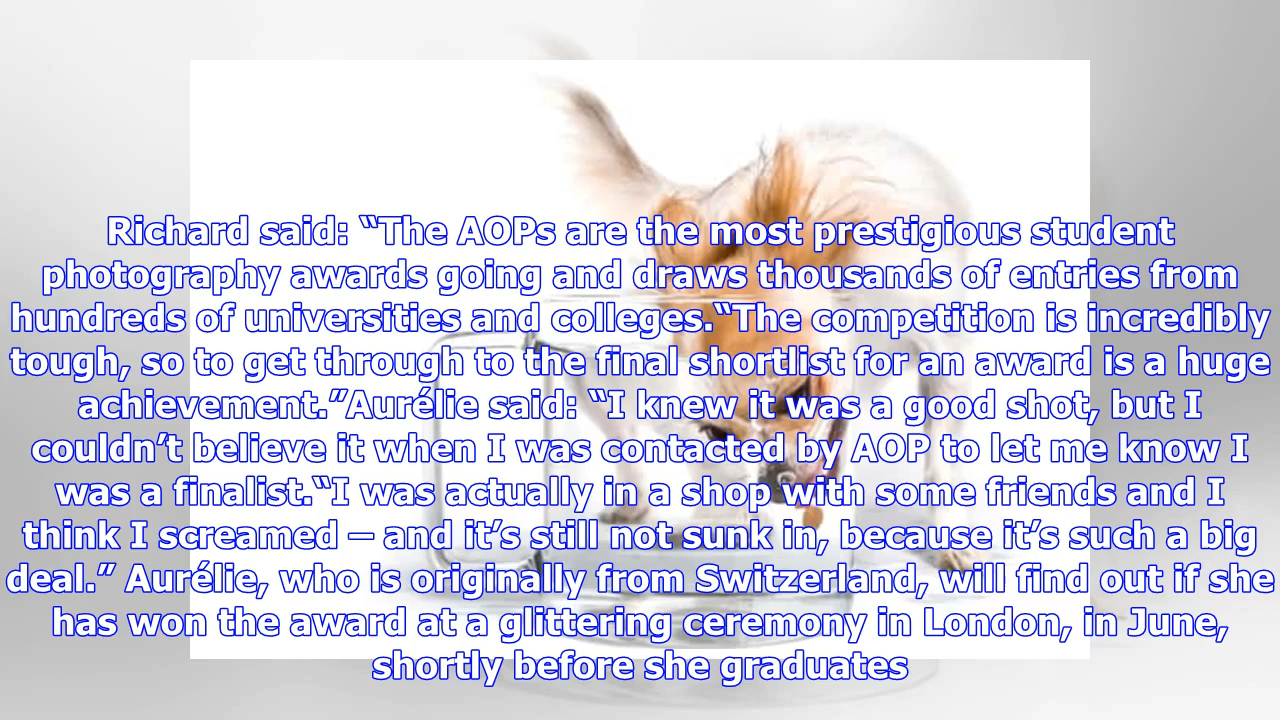 Richard said: “The AOPs are the most prestigious student
photography awards going and draws thousands of entries from
hundreds of universities and colleges.“The competition is incredibly
tough, so to get through to the final shortlist for an award is a huge
achievement.”Aurélie said: “I knew it was a good shot, but I
couldn’t believe it when I was contacted by AOP to let me know I
was a finalist.“I was actually in a shop with some friends and I
think I screamed – and it’s still not sunk in, because it’s such a big
deal.” Aurélie, who is originally from Switzerland, will find out if she
has won the award at a glittering ceremony in London, in June,
shortly before she graduates